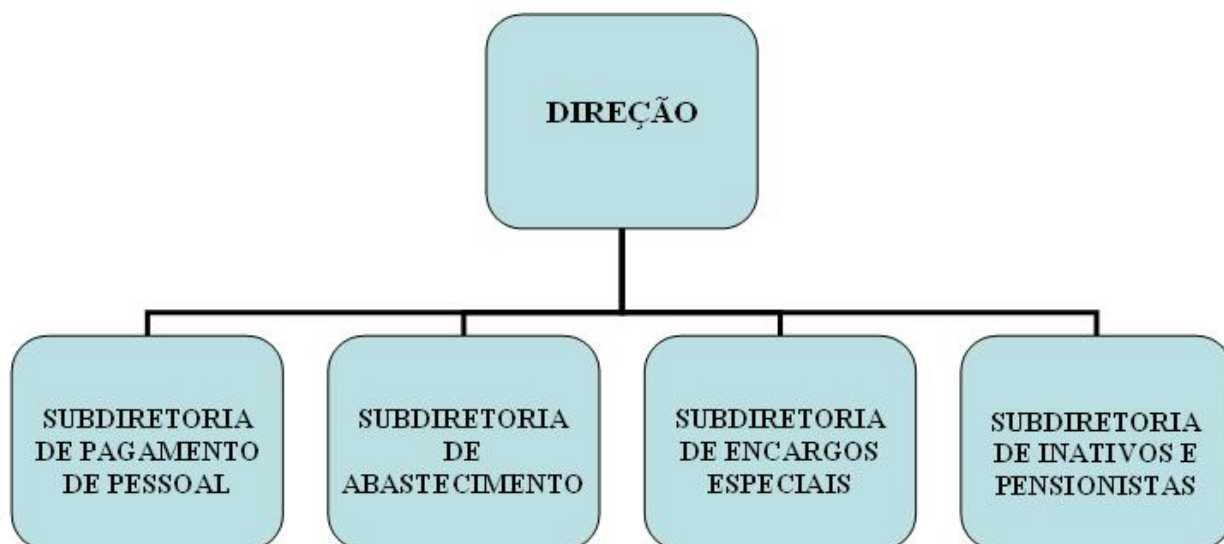 DIREÇÃO
SUBDIRETORIA
DE PAGAMENTO
DE PESSOAL
SUBDIRETORIA
DE
ABASTECIMENTO
SUBDIRETORIA
DE ENCARGOS
ESPECIAIS
SUBDIRETORIA
DE INATIVOS E
PENSIONISTAS